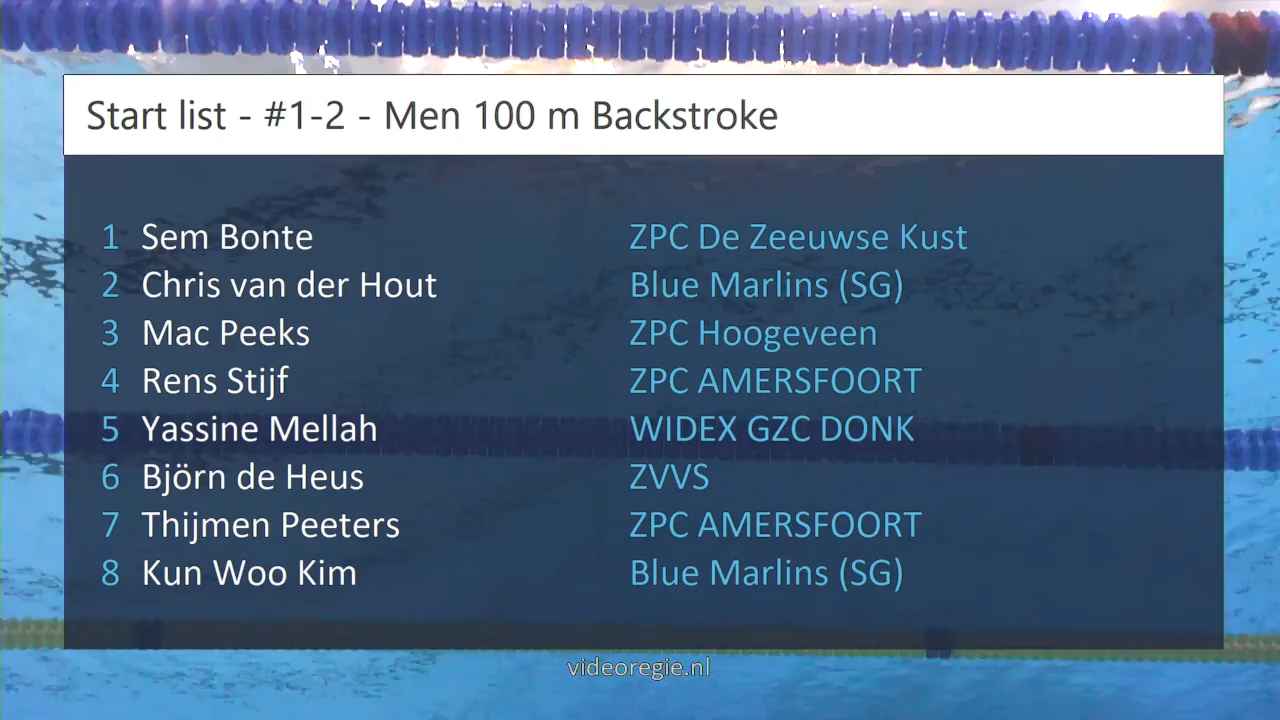 Start list - #1-2 - Men 100 m Backstroke
1 Sem Bonte ZPC De Zeeuwse Kust
2 Chris van der Hout Blue Marlins (SG)
3 Mac Peeks ZPC Hoogeveen
4 Rens Stijf ZPC AMERSFOORT
5 Yassine Mellah WIDEX GZC DONK
6 Björn de Heus ZVVS
7 Thijmen Peeters ZPC AMERSFOORT
8 Kun Woo Kim Blue Marlins (SG)
videoregie.nl